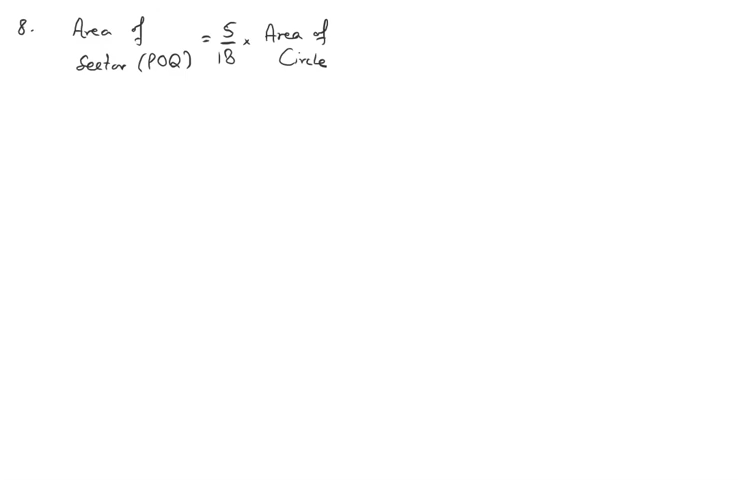 8. Area of = 5/18 × Area of
Sector (POQ) Circle